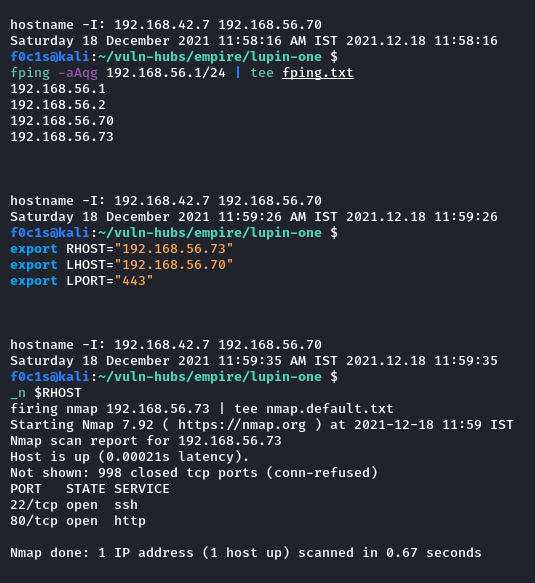 hostname -I: 192.168.42.7 192.168.56.70
Saturday 18 December 2021 11:58:16 AM IST 2021.12.18 11:58:16
f0c1s@kali:~/vuln-hubs/empire/lupin-one $
fping -aAqg 192.168.56.1/24 | tee fping.txt
192.168.56.1
192.168.56.2
192.168.56.70
192.168.56.73
hostname -I: 192.168.42.7 192.168.56.70
Saturday 18 December 2021 11:59:26 AM IST 2021.12.18 11:59:26
f0c1s@kali:~/vuln-hubs/empire/lupin-one $
export RHOST="192.168.56.73"
export LHOST="192.168.56.70"
export LPORT="443"
hostname -I: 192.168.42.7 192.168.56.70
Saturday 18 December 2021 11:59:35 AM IST 2021.12.18 11:59:35
f0c1s@kali:~/vuln-hubs/empire/lupin-one $
_n $RHOST
firing nmap 192.168.56.73 | tee nmap.default.txt
Starting Nmap 7.92 ( https://nmap.org ) at 2021-12-18 11:59 IST
Nmap scan report for 192.168.56.73
Host is up (0.00021s latency).
Not shown: 998 closed tcp ports (conn-refused)
PORT   STATE SERVICE
22/tcp open  ssh
80/tcp open  http
Nmap done: 1 IP address (1 host up) scanned in 0.67 seconds